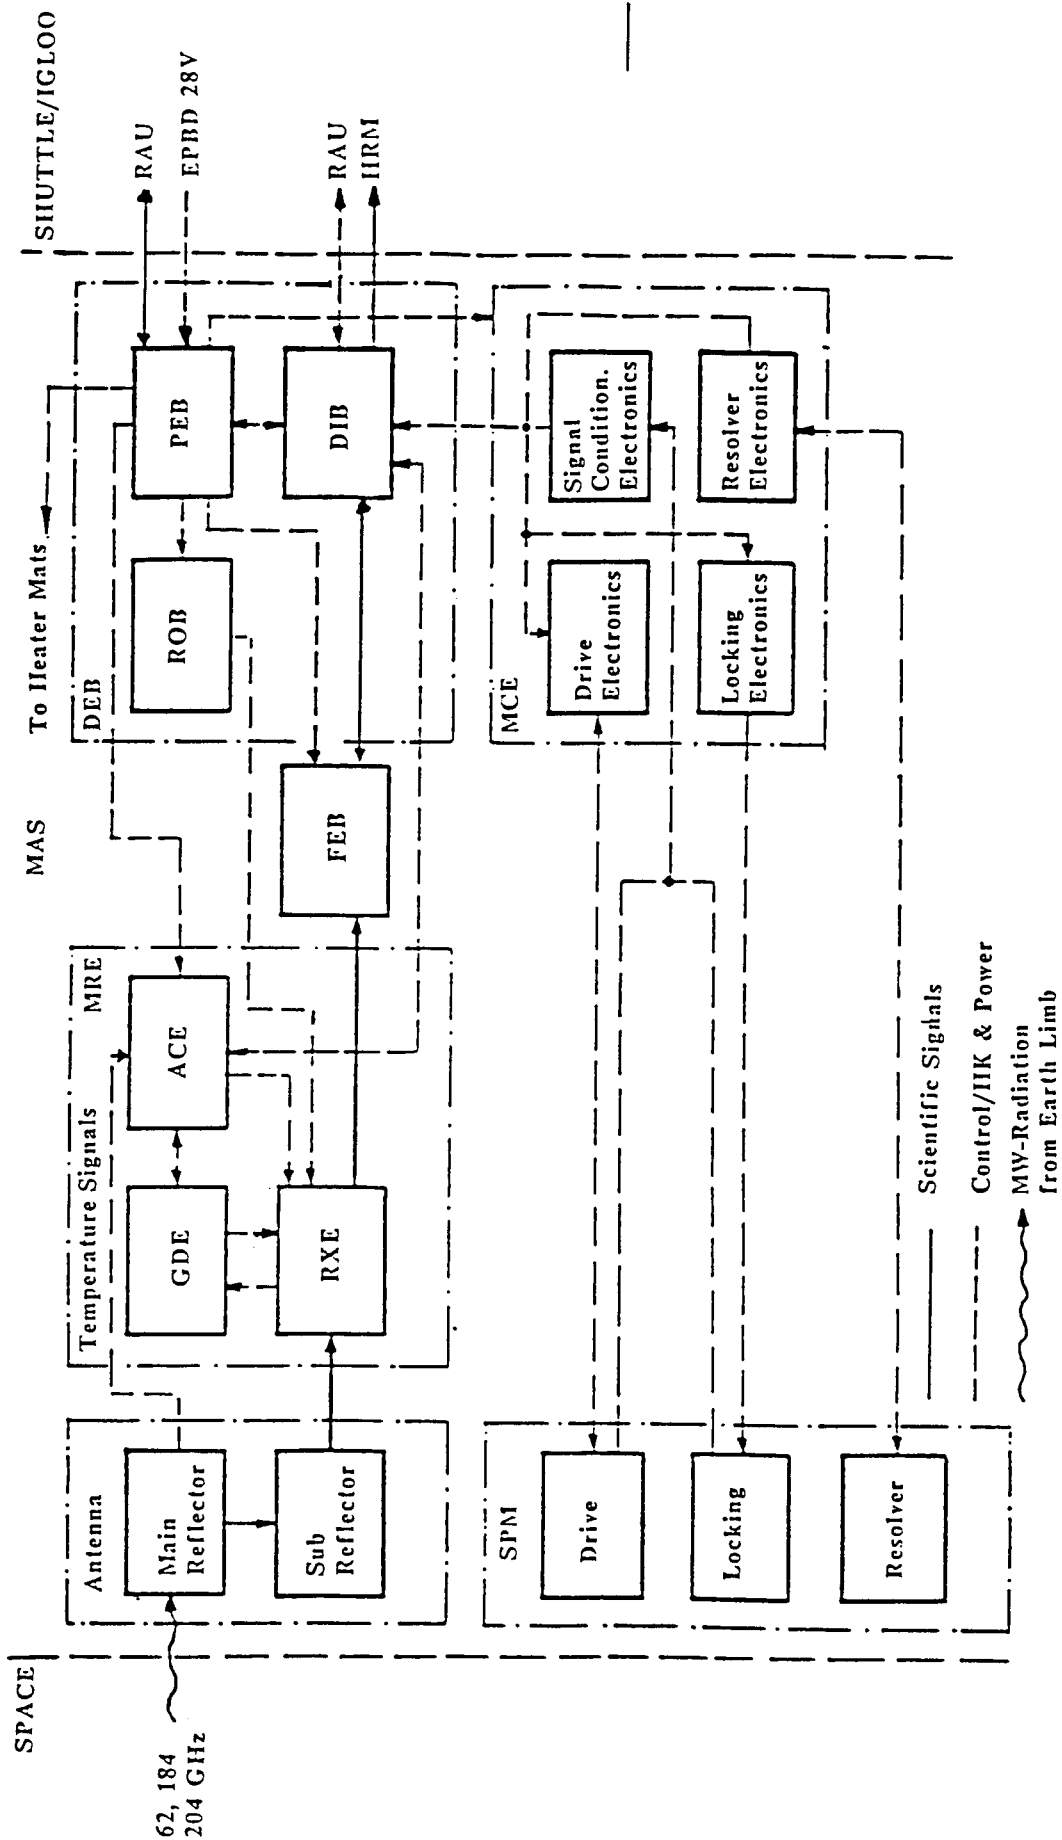 SPACE
MAS
SHUTTLE/IGLOO
62, 184
204 GHz
Antenna
Main
Reflector
Sub
Reflector
Temperature Signals
MRE
GDE
ACE
RXE
FEB
To Heater Mats
DEB
ROB
PEB
DIB
RAU
EPBD 28V
RAU
HRM
SPM
Drive
Locking
Resolver
MCE
Drive
Electronics
Signal
Condition.
Electronics
Locking
Electronics
Resolver
Electronics
Scientific Signals
Control/HK & Power
MW-Radiation
from Earth Limb